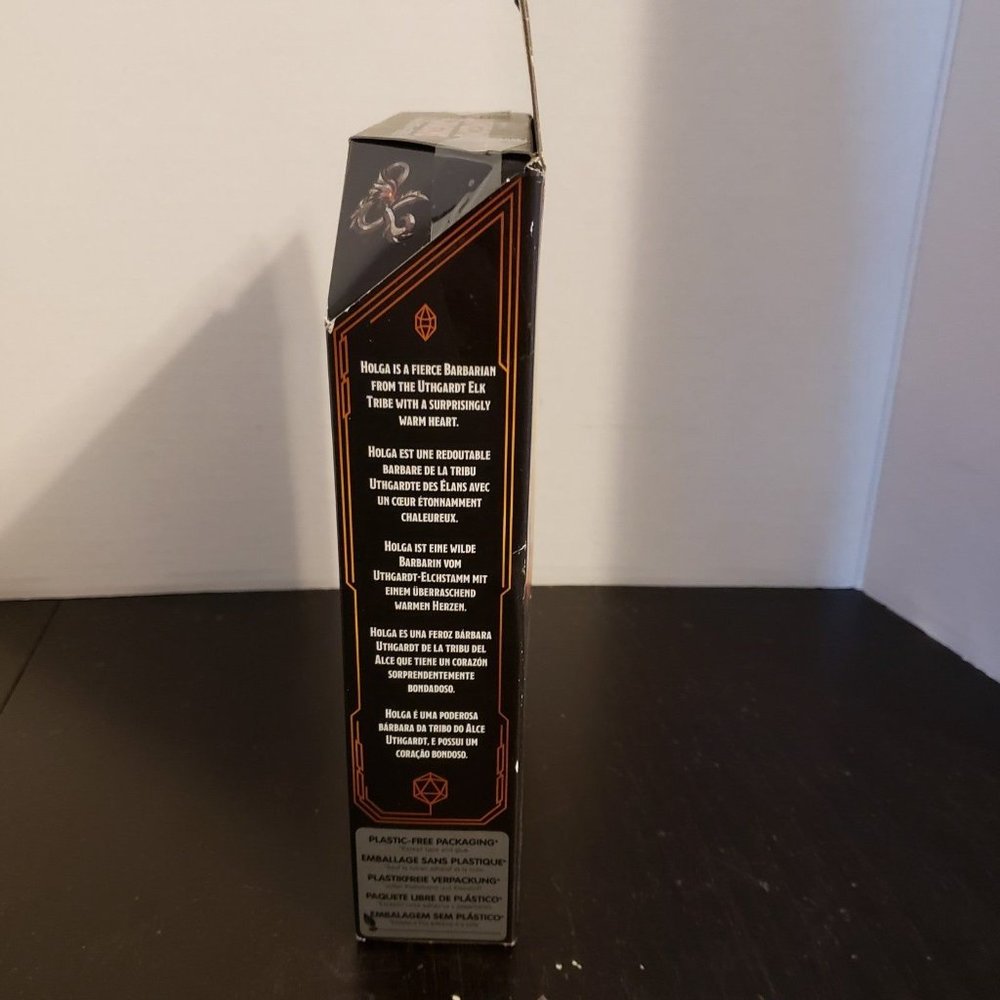 Holga is a fierce Barbarian
from the Uthgardt Elk
Tribe with a surprisingly
warm heart.
Holga est une redoutable
barbare de la tribu
Uthgardte des Élans avec
un cœur étonnamment
chaleureux.
Holga ist eine wilde
Barbarin vom
Uthgardt-Elchstamm mit
einem überraschend
warmen Herzen.
Holga es una feroz bárbara
Uthgardt de la tribu del
Alce que tiene un corazón
sorprendentemente
bondadoso.
Holga é uma poderosa
bárbara da tribo do Alce
Uthgardt, e possui um
coração bondoso.
PLASTIC-FREE PACKAGING*
EMBALLAGE SANS PLASTIQUE*
PLASTIKFREIE VERPACKUNG*
PAQUETE LIBRE DE PLÁSTICO*
EMBALAGEM SEM PLÁSTICO*